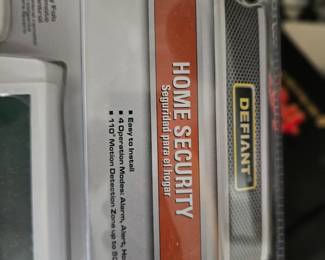 DEFIANT
HOME SECURITY
Seguridad para el hogar
▪ Easy to Install
▪ 4 Operation Modes: Alarm, Alert,
▪ 110° Motion Detection Zone up to